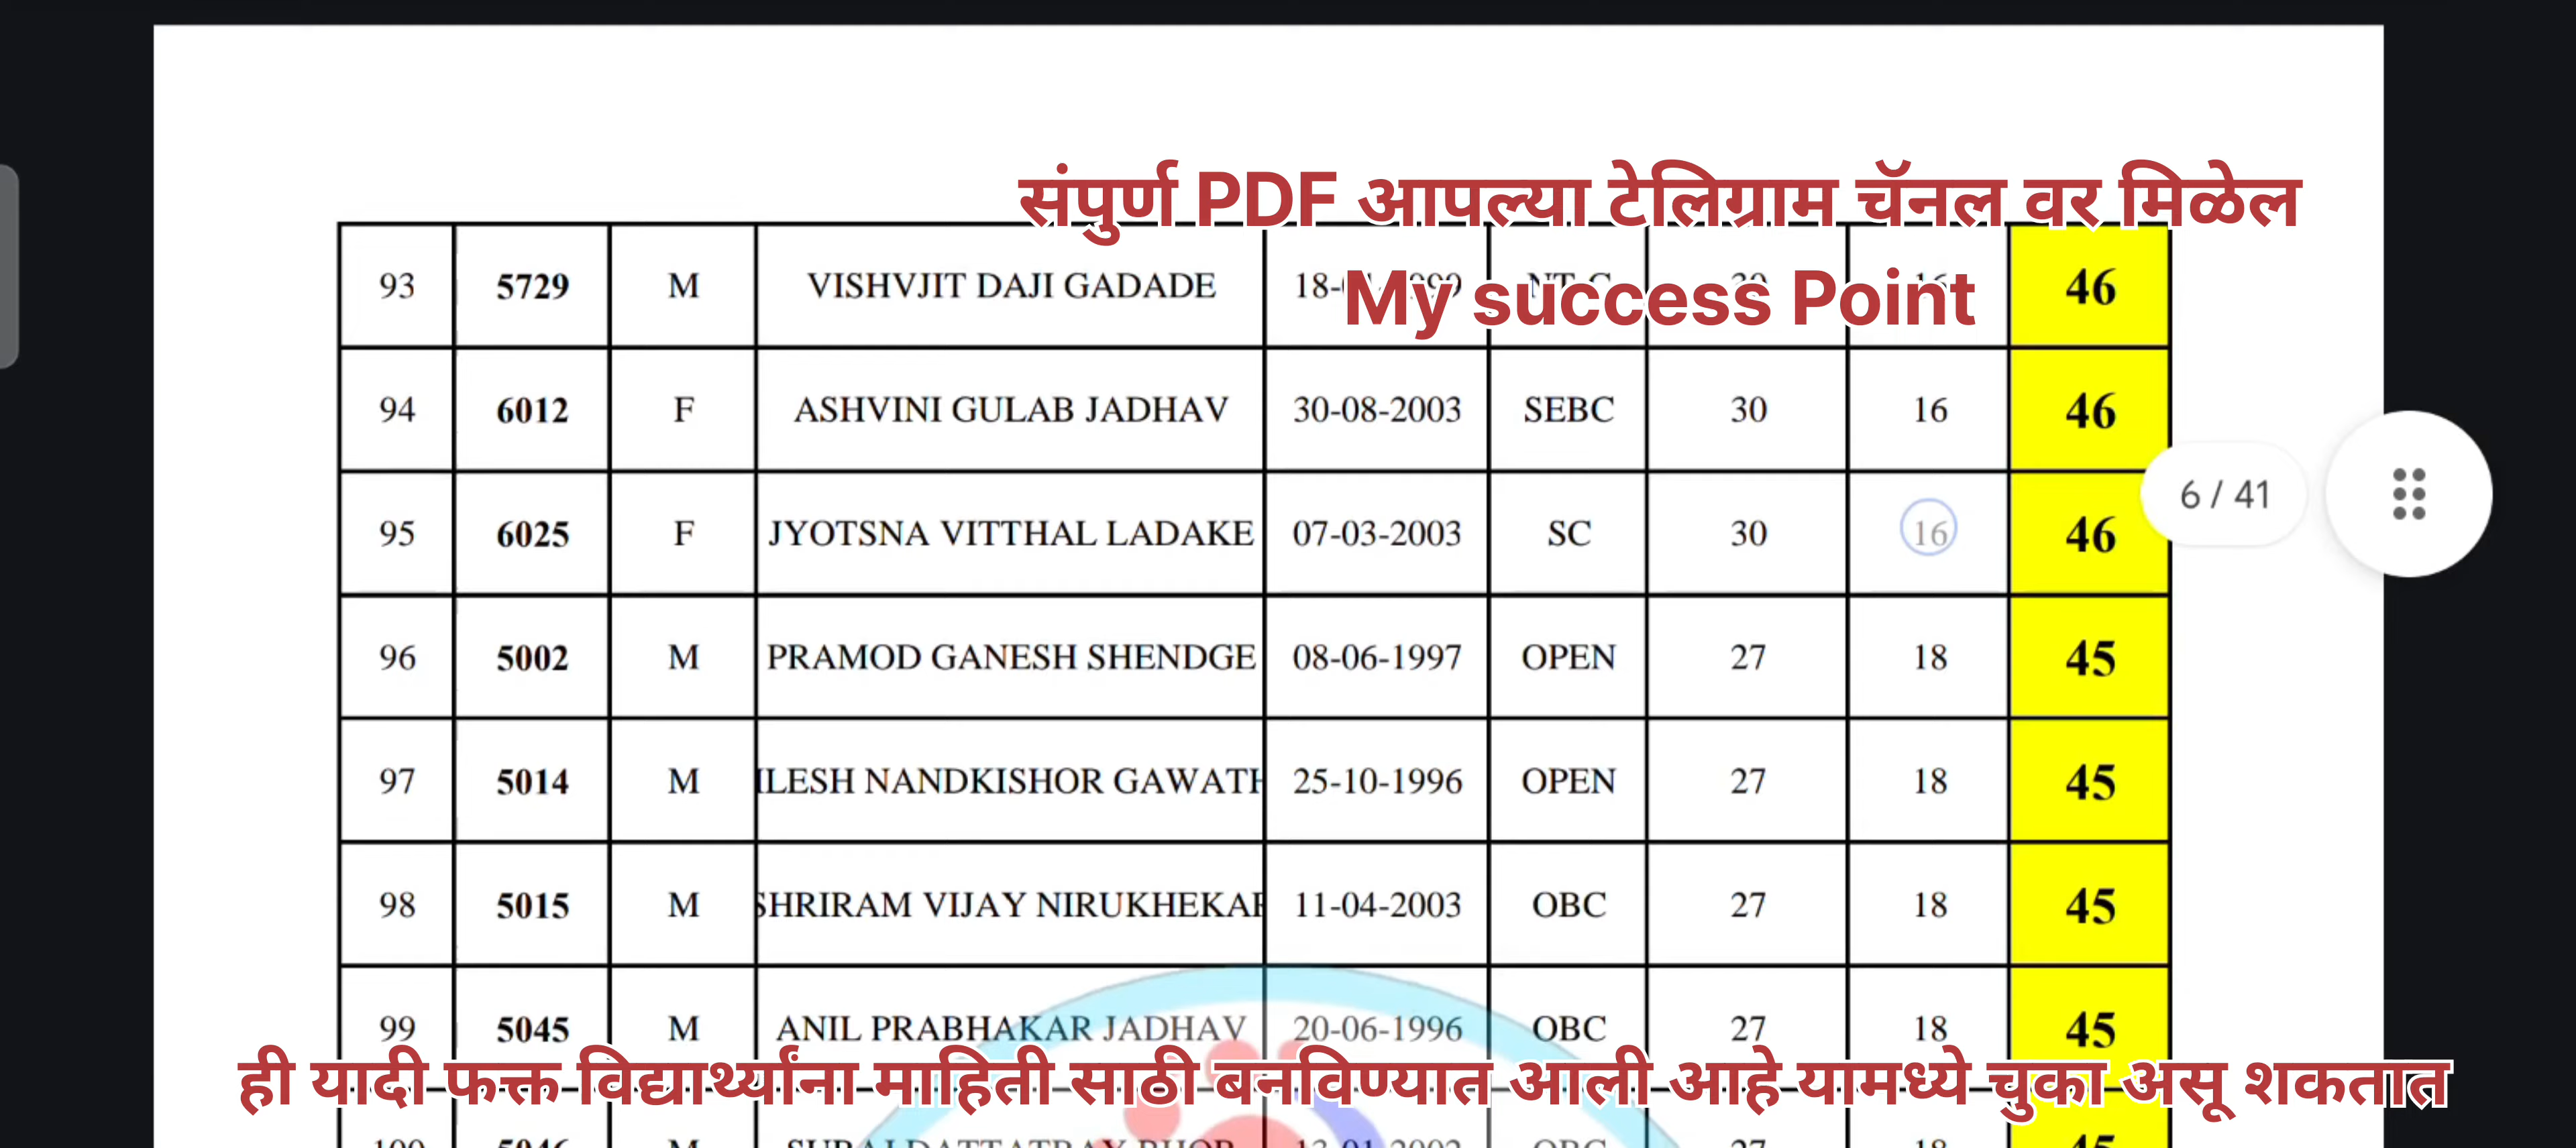 संपुर्ण PDF आपल्या टेलिग्राम चॅनल वर मिळेल
My success Point
93 5729 M VISHVJIT DAJI GADADE 46
94 6012 F ASHVINI GULAB JADHAV 30-08-2003 SEBC 30 16 46
6 / 41
95 6025 F JYOTSNA VITTHAL LADAKE 07-03-2003 SC 30 16 46
96 5002 M PRAMOD GANESH SHENDGE 08-06-1997 OPEN 27 18 45
97 5014 M NANDKISHOR 25-10-1996 OPEN 27 18 45
98 5015 M SHRIRAM VIJAY 11-04-2003 OBC 27 18 45
99 5045 M ANIL PRABHAKAR JADHAV 20-06-1996 OBC 27 18 45
ही यादी फक्त विद्यार्थ्यांना माहिती साठी बनविण्यात आली आहे यामध्ये चुका असू शकतात